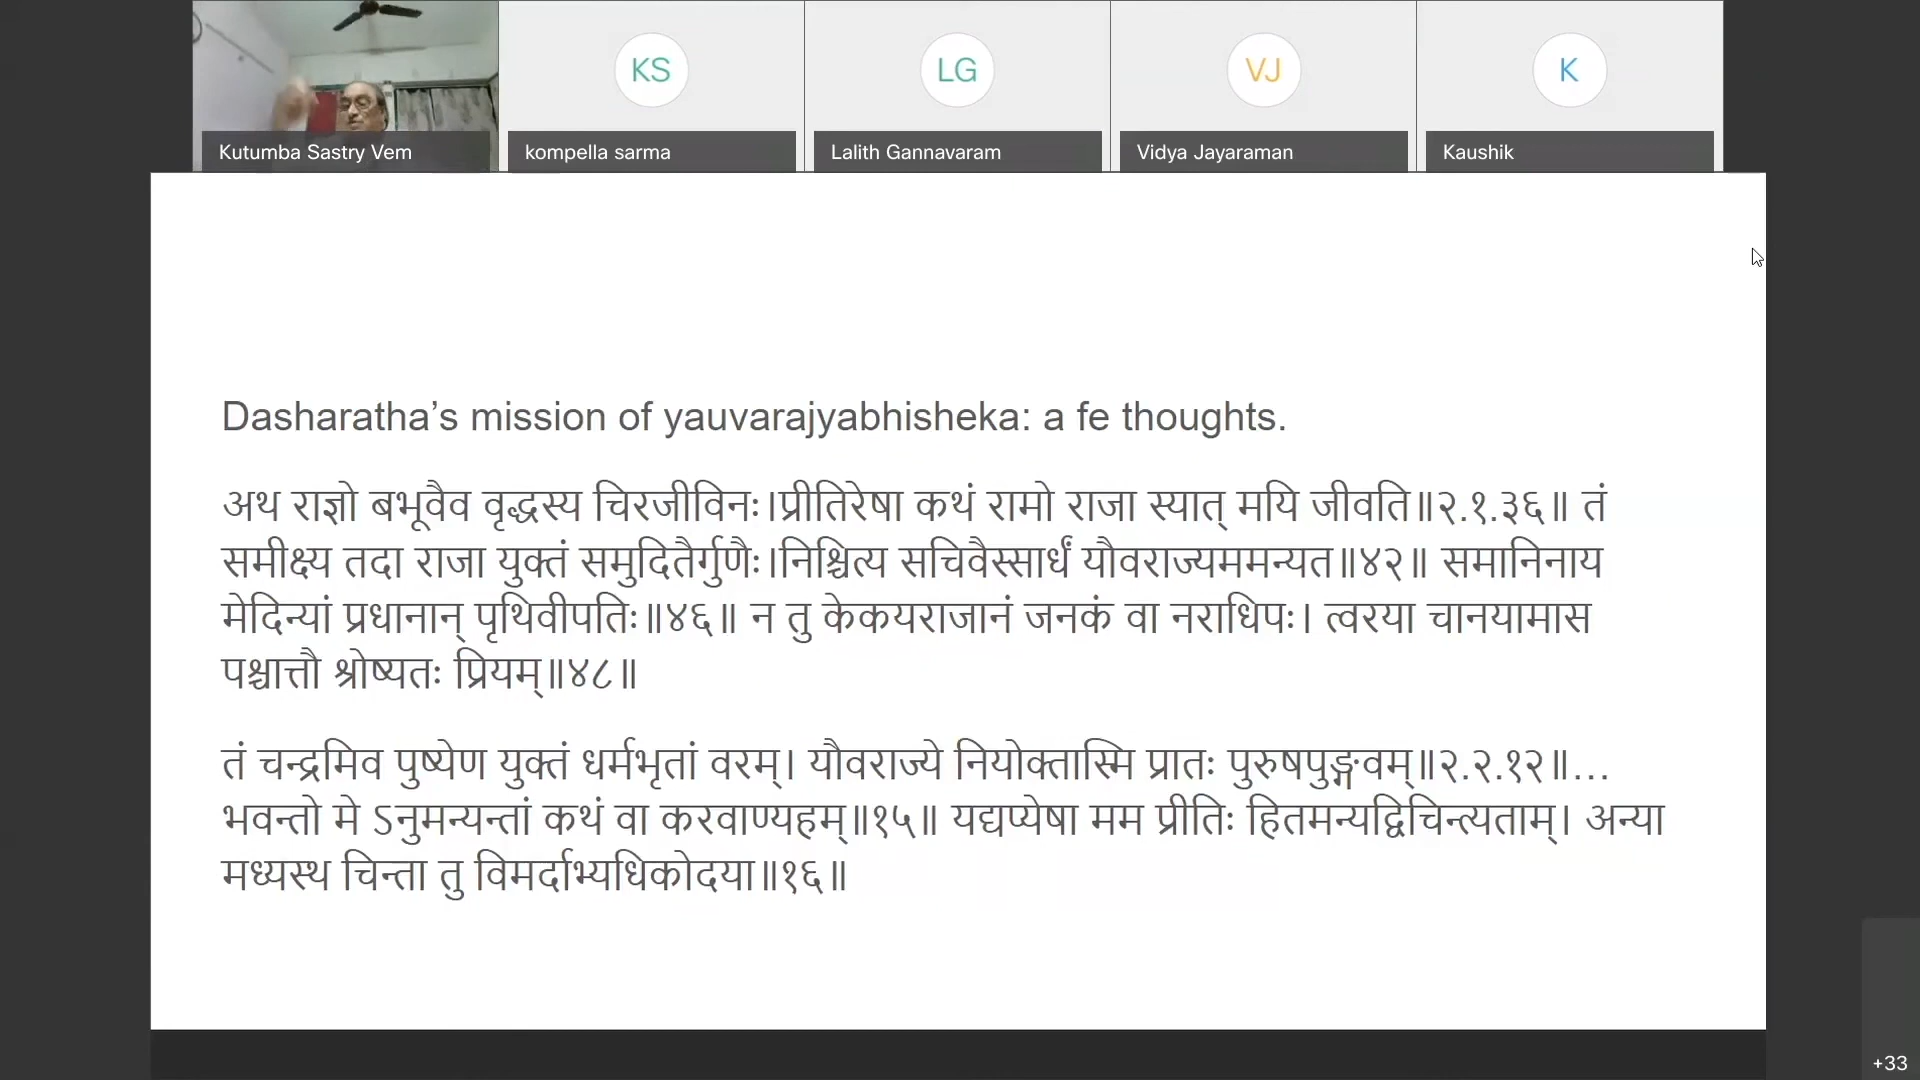 KS
LG
VJ
K
Kutumba Sastry Vem
kompella sarma
Lalith Gannavaram
Vidya Jayaraman
Kaushik
Dasharatha’s mission of yauvarajyabhisheka: a fe thoughts.
अथ राज्ञो बभूवैव वृद्धस्य चिरजीविनः।प्रीतिरेषा कथं रामो राजा स्यात् मयि जीवति॥२.१.३६॥ तं
समीक्ष्य तदा राजा युक्तं समुदितैर्गुणैः।निश्चित्य सचिवैस्सार्धं यौवराज्यममन्यत॥४२॥ समानिनाय
मेदिन्यां प्रधानान् पृथिवीपतिः॥४६॥ न तु केकयराजानं जनकं वा नराधिपः। त्वरया चानयामास
पश्चात्तौ श्रोष्यतः प्रियम्॥४८॥
तं चन्द्रमिव पुष्येण युक्तं धर्मभृतां वरम्। यौवराज्ये नियोक्तास्मि प्रातः पुरुषपुङ्गवम्॥२.२.१२॥...
भवन्तो मे ऽनुमन्यन्तां कथं वा करवाण्यहम्॥१५॥ यद्यप्येषा मम प्रीतिः हितमन्यद्विचिन्त्यताम्। अन्या
मध्यस्थ चिन्ता तु विमर्दाभ्यधिकोदया॥१६॥
+33